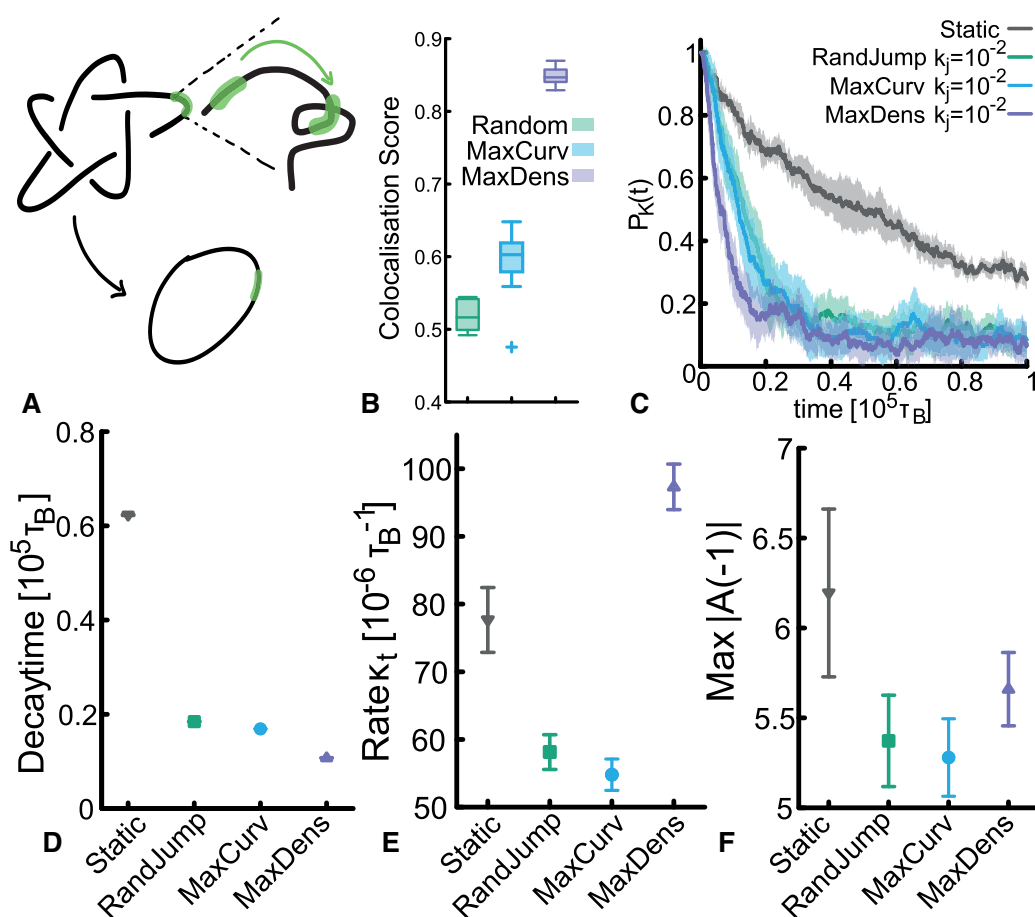 A
0.9
0.8
0.7
0.6
0.5
0.4
Colocalisation Score
Random
MaxCurv
MaxDens
B
Static
RandJump k_j=10^-2
MaxCurv k_j=10^-2
MaxDens k_j=10^-2
1
0.8
0.6
0.4
0.2
0
P_K(t)
0 0.2 0.4 0.6 0.8 1
time [10^5 τ_B]
C
0.8
0.6
0.4
0.2
0
Decaytime [10^5 τ_B]
Static
RandJump
MaxCurv
MaxDens
D
100
90
80
70
60
50
Rate κ_t [10^-6 τ_B^-1]
Static
RandJump
MaxCurv
MaxDens
E
7
6.5
6
5.5
5
Max |A(-1)|
Static
RandJump
MaxCurv
MaxDens
F